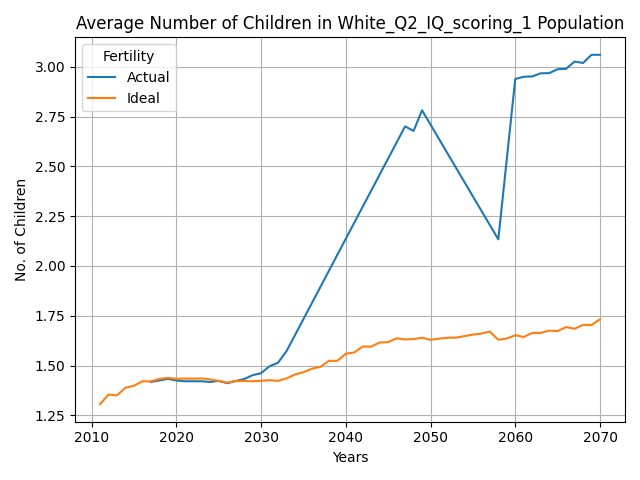 Average Number of Children in White_Q2_IQ_scoring_1 Population
Fertility
Actual
Ideal
No. of Children
3.00
2.75
2.50
2.25
2.00
1.75
1.50
1.25
2010 2020 2030 2040 2050 2060 2070
Years